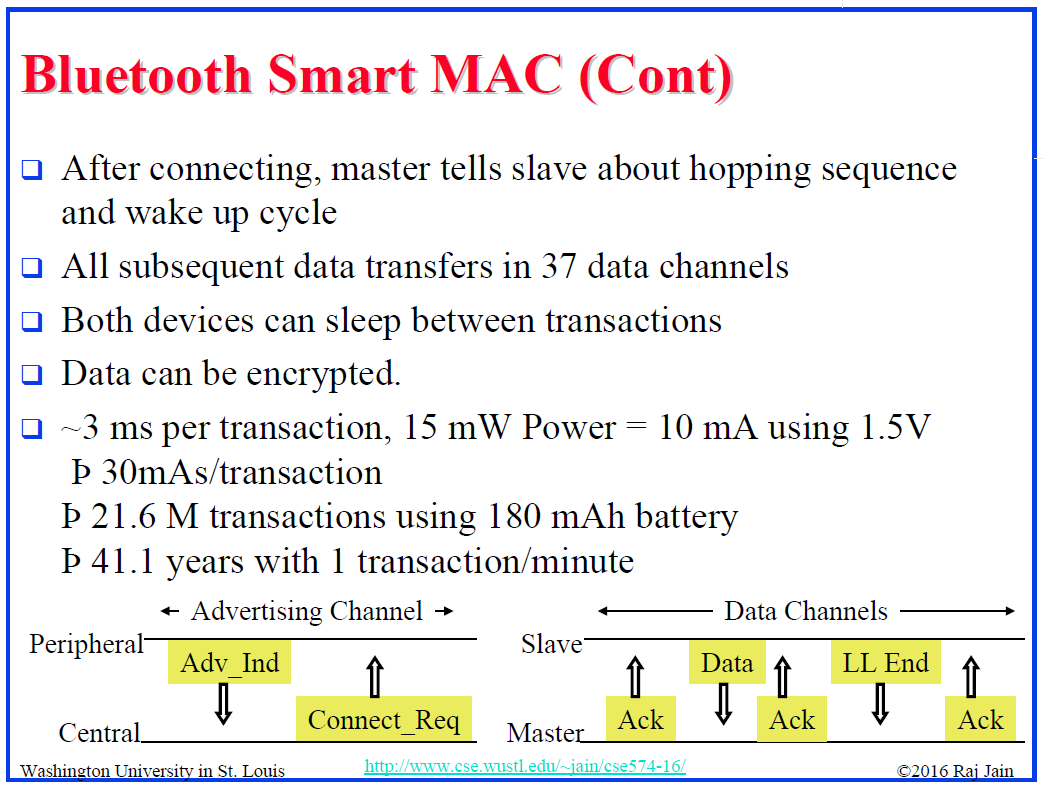 Bluetooth Smart MAC (Cont)
After connecting, master tells slave about hopping sequence
and wake up cycle
All subsequent data transfers in 37 data channels
Both devices can sleep between transactions
Data can be encrypted.
~3 ms per transaction, 15 mW Power = 10 mA using 1.5V
Þ 30mAs/transaction
Þ 21.6 M transactions using 180 mAh battery
Þ 41.1 years with 1 transaction/minute
Advertising Channel
Peripheral
Adv_Ind
Connect_Req
Central
Data Channels
Slave
Data
LL End
Ack
Ack
Ack
Master
Washington University in St. Louis
http://www.cse.wustl.edu/~jain/cse574-16/
©2016 Raj Jain